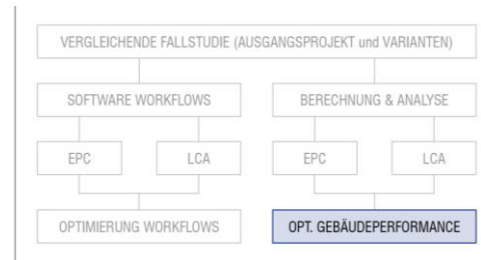 VERGLEICHENDE FALLSTUDIE (AUSGANGSPROJEKT und VARIANTEN)
SOFTWARE WORKFLOWS
BERECHNUNG & ANALYSE
EPC
LCA
EPC
LCA
OPTIMIERUNG WORKFLOWS
OPT. GEBÄUDEPERFORMANCE